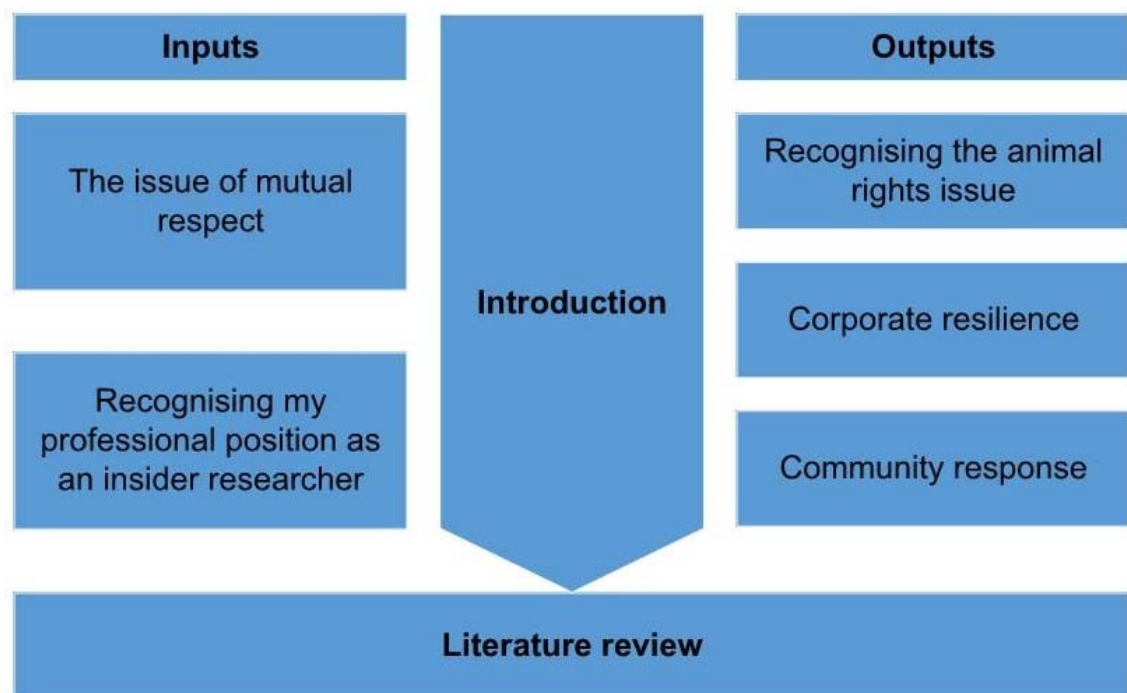 Inputs
The issue of mutual
respect
Recognising my
professional position as
an insider researcher
Introduction
Outputs
Recognising the animal
rights issue
Corporate resilience
Community response
Literature review